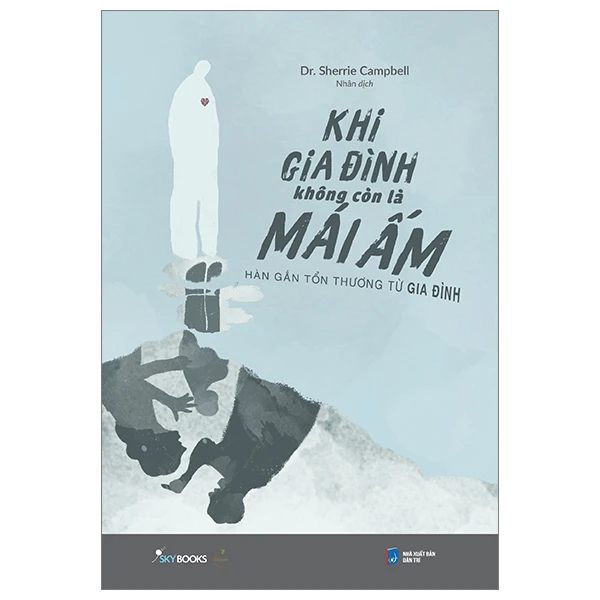 Dr. Sherrie Campbell
Nhân dịch
KHI
GIA ĐÌNH
không còn là
MÁI ẤM
HÀN GẮN TỔN THƯƠNG TỪ GIA ĐÌNH
SKYBOOKS
NHÀ XUẤT BẢN
DÂN TRÍ